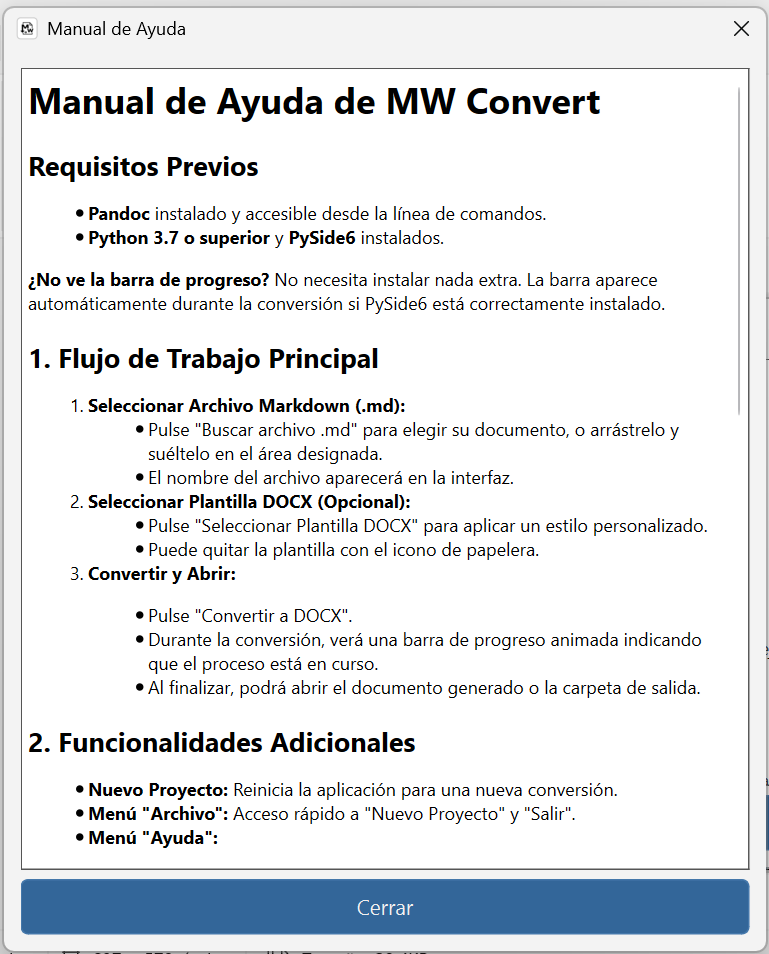 Manual de Ayuda
Manual de Ayuda de MW Convert
Requisitos Previos
• Pandoc instalado y accesible desde la línea de comandos.
• Python 3.7 o superior y PySide6 instalados.
¿No ve la barra de progreso? No necesita instalar nada extra. La barra aparece
automáticamente durante la conversión si PySide6 está correctamente instalado.
1. Flujo de Trabajo Principal
1. Seleccionar Archivo Markdown (.md):
• Pulse "Buscar archivo .md" para elegir su documento, o arrástrelo y
suéltelo en el área designada.
• El nombre del archivo aparecerá en la interfaz.
2. Seleccionar Plantilla DOCX (Opcional):
• Pulse "Seleccionar Plantilla DOCX" para aplicar un estilo personalizado.
• Puede quitar la plantilla con el icono de papelera.
3. Convertir y Abrir:
• Pulse "Convertir a DOCX".
• Durante la conversión, verá una barra de progreso animada indicando
que el proceso está en curso.
• Al finalizar, podrá abrir el documento generado o la carpeta de salida.
2. Funcionalidades Adicionales
• Nuevo Proyecto: Reinicia la aplicación para una nueva conversión.
• Menú "Archivo": Acceso rápido a "Nuevo Proyecto" y "Salir".
• Menú "Ayuda":
Cerrar